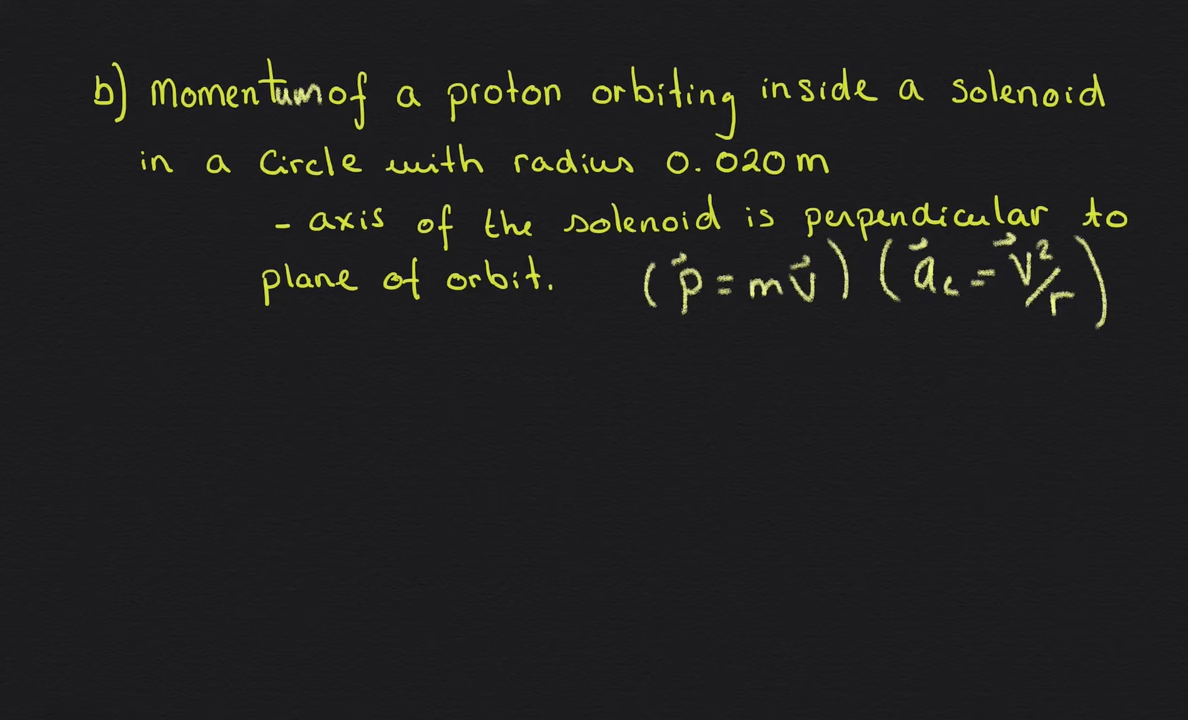 b) Momentum of a proton orbiting inside a solenoid
in a Circle with radius 0.020 m
- axis of the solenoid is perpendicular to
plane of orbit. (p⃗ = mv⃗) (a⃗c = v⃗²/r)